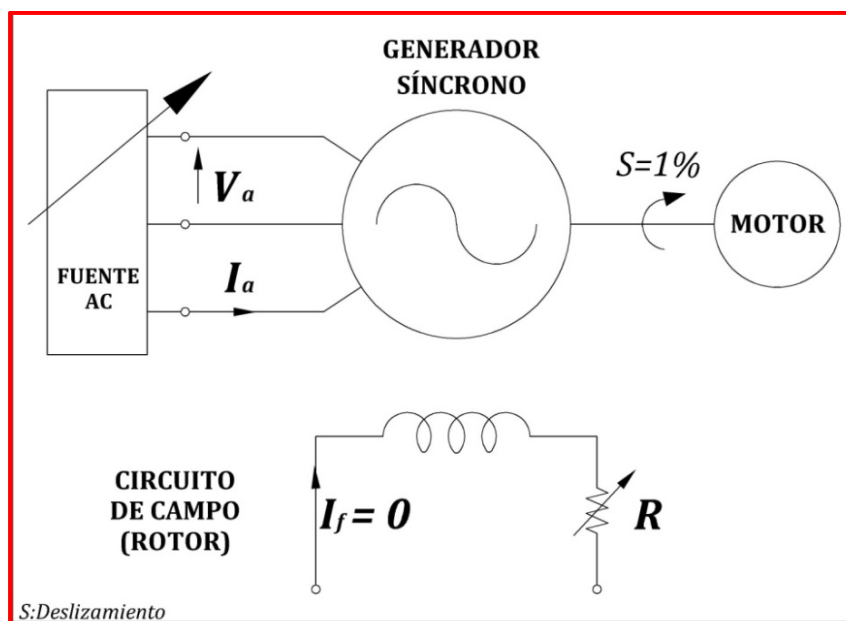 GENERADOR
SÍNCRONO
S=1%
Va
MOTOR
FUENTE
AC
Ia
CIRCUITO
DE CAMPO
(ROTOR)
If = 0
R
S:Deslizamiento